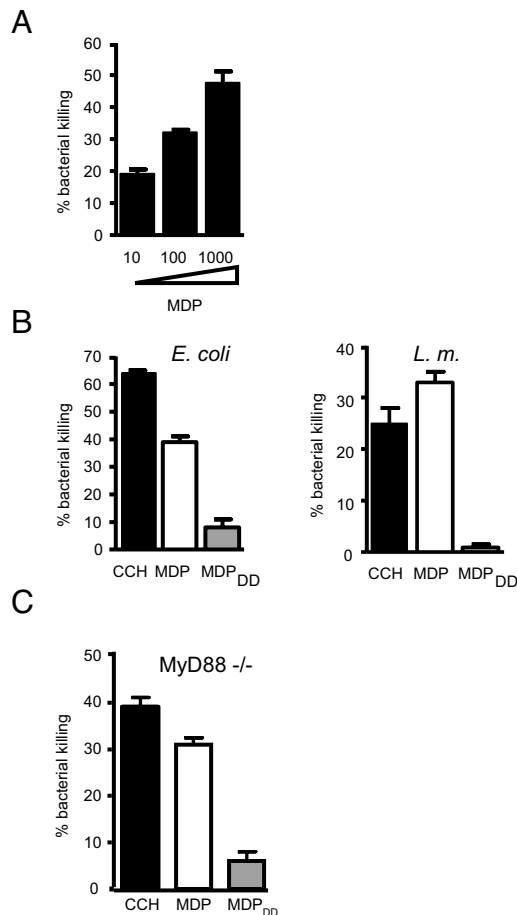 A
% bacterial killing
60
50
40
30
20
10
0
10 100 1000
MDP
B
E. coli
% bacterial killing
70
60
50
40
30
20
10
0
CCH MDP MDP DD
L. m.
% bacterial killing
40
30
20
10
0
CCH MDP MDP DD
C
MyD88 -/-
% bacterial killing
50
40
30
20
10
0
CCH MDP MDP DD